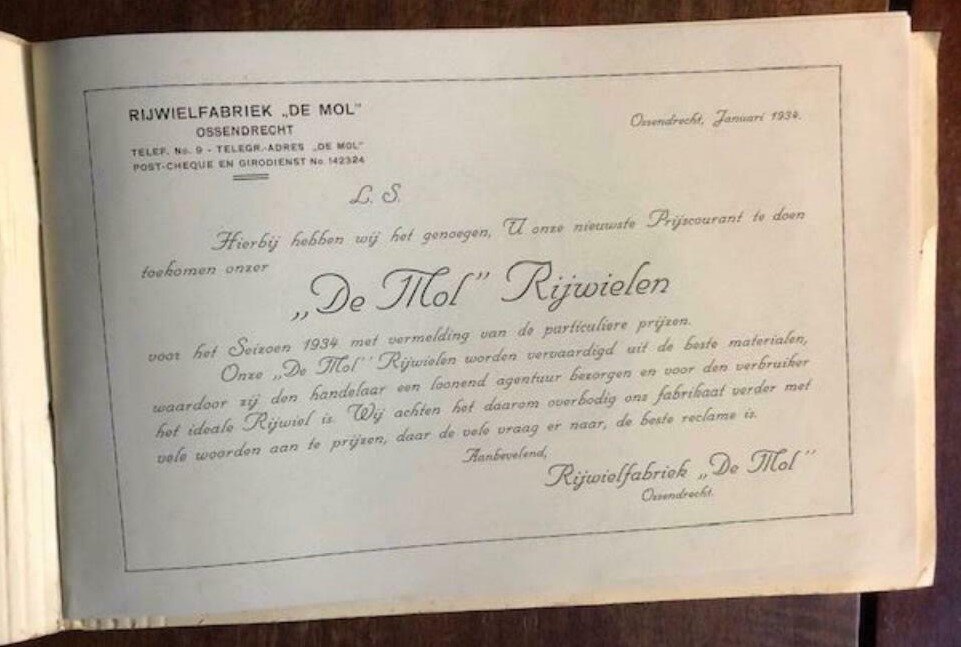 RIJWIELFABRIEK „DE MOL"
OSSENDRECHT
TELEF. No. 9 - TELEGR.-ADRES „DE MOL"
POST-CHEQUE EN GIRODIENST No. 142324
Ossendrecht, Januari 1934.
L. S.
Hierbij hebben wij het genoegen, U onze nieuwste Prijscourant te doen
toekomen onzer
„De Mol" Rijwielen
voor het Seizoen 1934 met vermelding van de particuliere prijzen.
Onze „De Mol" Rijwielen worden vervaardigd uit de beste materialen,
waardoor zij den handelaar een loonend agentuur bezorgen en voor den verbruiker
het ideale Rijwiel is. Wij achten het daarom overbodig ons fabrikaat verder met
vele woorden aan te prijzen, daar de vele vraag er naar, de beste reclame is.
Aanbevelend,
Rijwielfabriek „De Mol"
Ossendrecht.